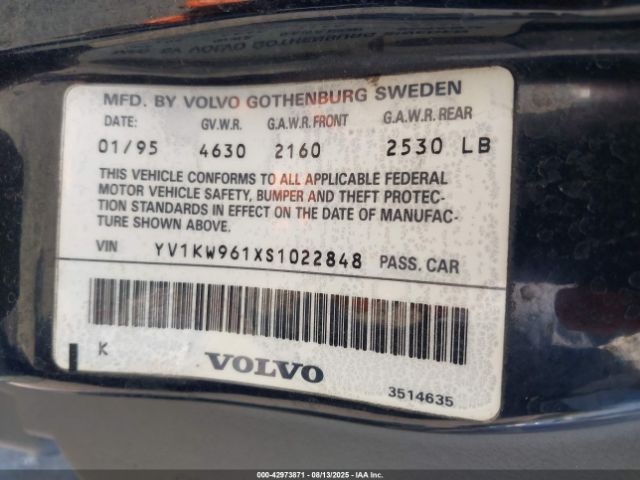 MFD. BY VOLVO GOTHENBURG SWEDEN
DATE: GV.W.R. G.A.W.R. FRONT G.A.W.R. REAR
01/95 4630 2160 2530 LB
THIS VEHICLE CONFORMS TO ALL APPLICABLE FEDERAL
MOTOR VEHICLE SAFETY, BUMPER AND THEFT PROTEC-
TION STANDARDS IN EFFECT ON THE DATE OF MANUFAC-
TURE SHOWN ABOVE.
VIN YV1KW961XS1022848 PASS. CAR
K VOLVO
3514635
000-42973871 | 08/13/2025 - IAAHC.com